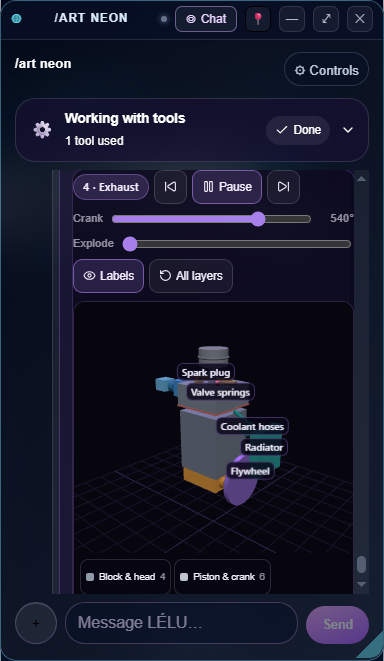 /ART NEON
Chat
/art neon
Controls
Working with tools
1 tool used
Done
4 · Exhaust
Pause
Crank
540°
Explode
Labels
All layers
Spark plug
Valve springs
Coolant hoses
Radiator
Flywheel
Block & head 4
Piston & crank 6
+
Message LÉLU...
Send